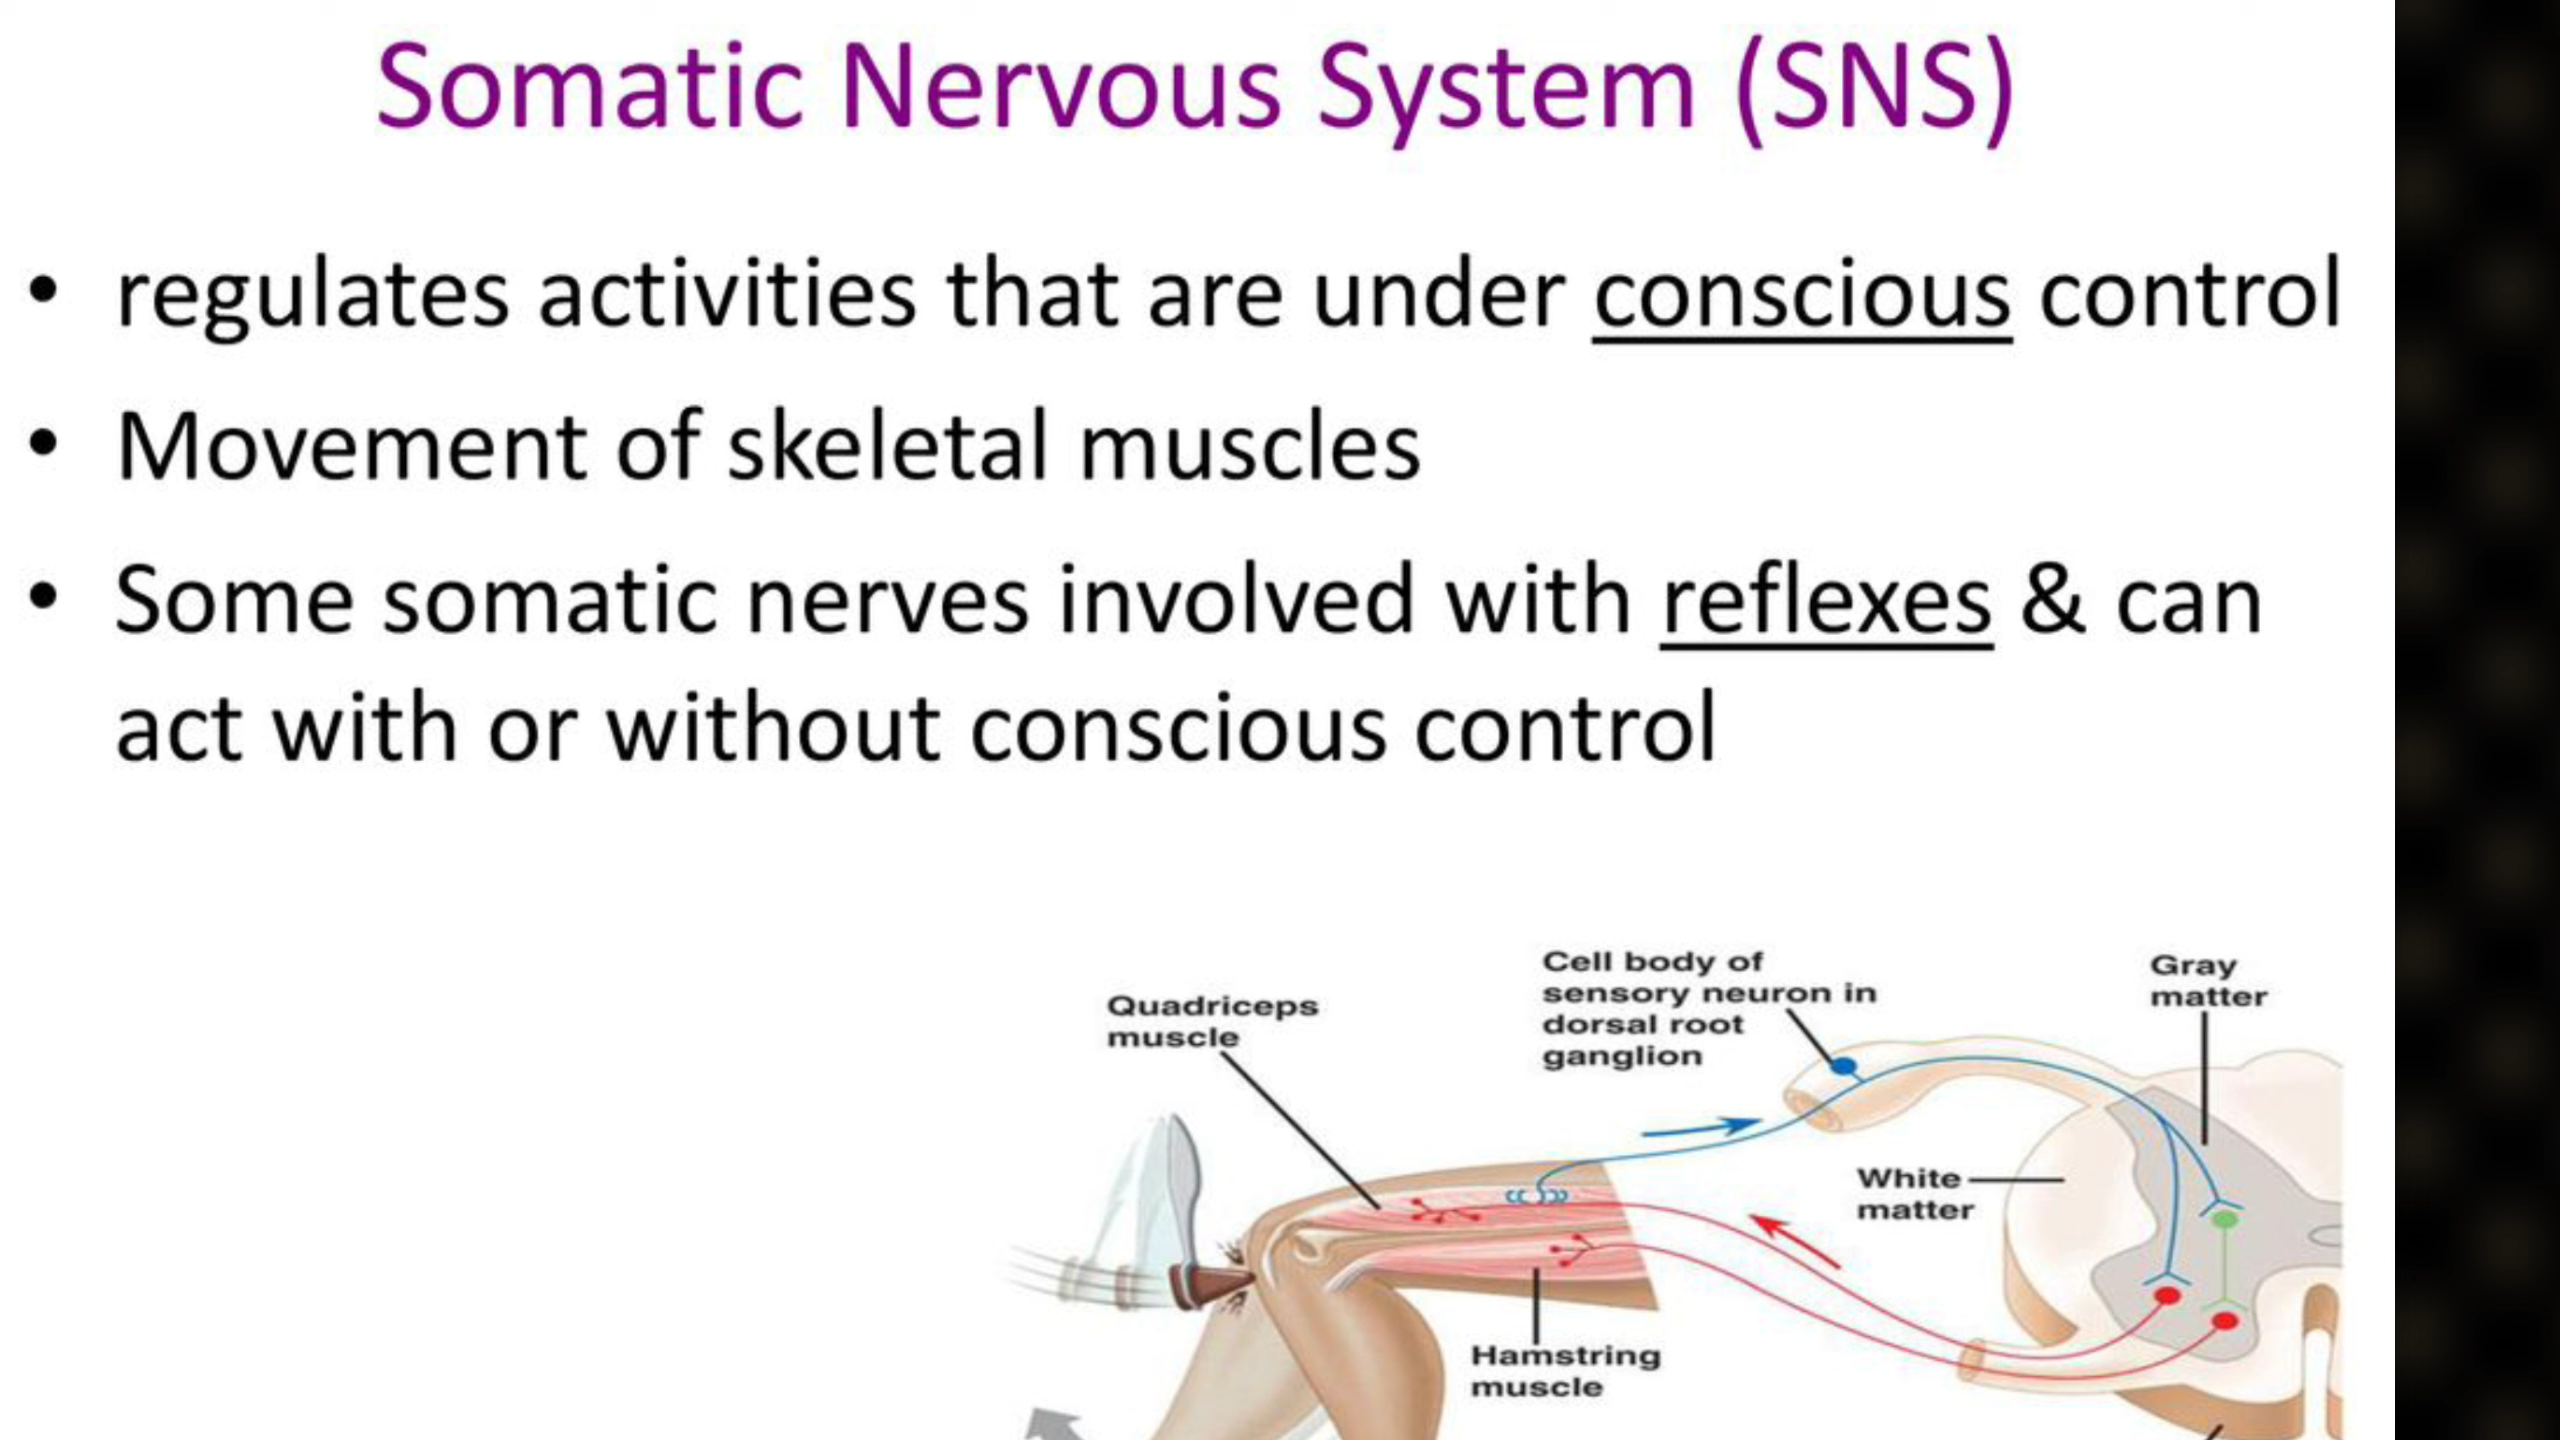 Somatic Nervous System (SNS)
• regulates activities that are under conscious control
• Movement of skeletal muscles
• Some somatic nerves involved with reflexes & can
act with or without conscious control
Quadriceps
muscle
Cell body of
sensory neuron in
dorsal root
ganglion
Gray
matter
White
matter
Hamstring
muscle